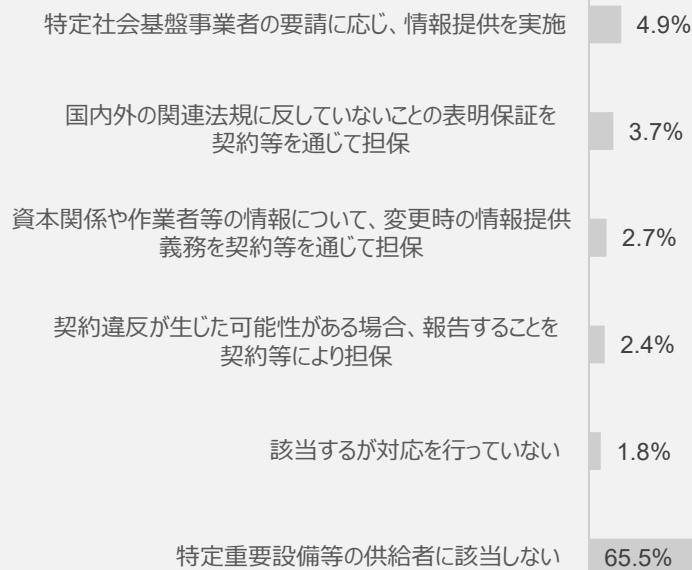 特定社会基盤事業者の要請に応じ、情報提供を実施 4.9%
国内外の関連法規に反していないことの表明保証を
契約等を通じて担保
3.7%
資本関係や作業者等の情報について、変更時の情報提供
義務を契約等を通じて担保
2.7%
契約違反が生じた可能性がある場合、報告することを
契約等により担保
2.4%
該当するが対応を行っていない 1.8%
特定重要設備等の供給者に該当しない 65.5%